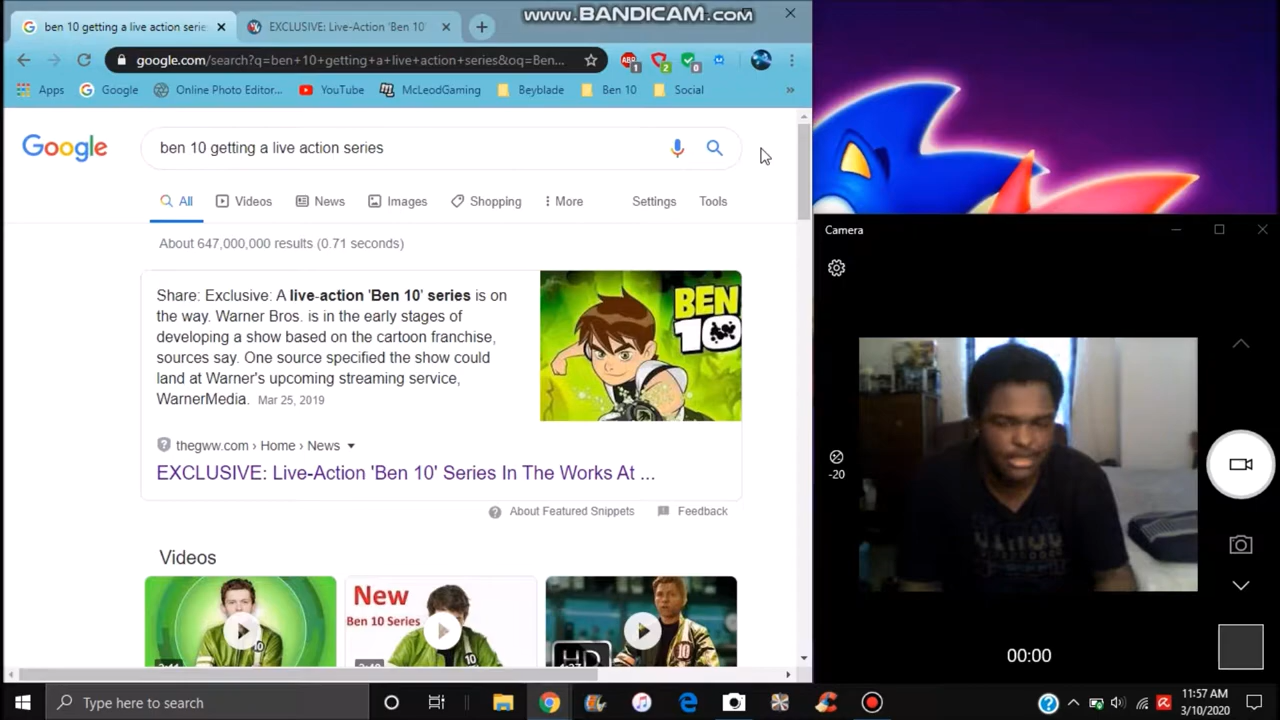 ben 10 getting a live action serie
EXCLUSIVE: Live-Action 'Ben 10'
www.BANDICAM.com
google.com/search?q=ben+10+getting+a+live+action+series&oq=Ben...
ABP
1
2
0
Apps
Google
Online Photo Editor...
YouTube
McLeodGaming
Beyblade
Ben 10
Social
»
Google
ben 10 getting a live action series
All
Videos
News
Images
Shopping
More
Settings
Tools
About 647,000,000 results (0.71 seconds)
Share: Exclusive: A live-action 'Ben 10' series is on
the way. Warner Bros. is in the early stages of
developing a show based on the cartoon franchise,
sources say. One source specified the show could
land at Warner's upcoming streaming service,
WarnerMedia. Mar 25, 2019
BEN
10
thegww.com › Home › News
EXCLUSIVE: Live-Action 'Ben 10' Series In The Works At ...
About Featured Snippets
Feedback
Videos
New
Ben 10 Series
10
HD
Camera
-20
00:00
Type here to search
11:57 AM
3/10/2020